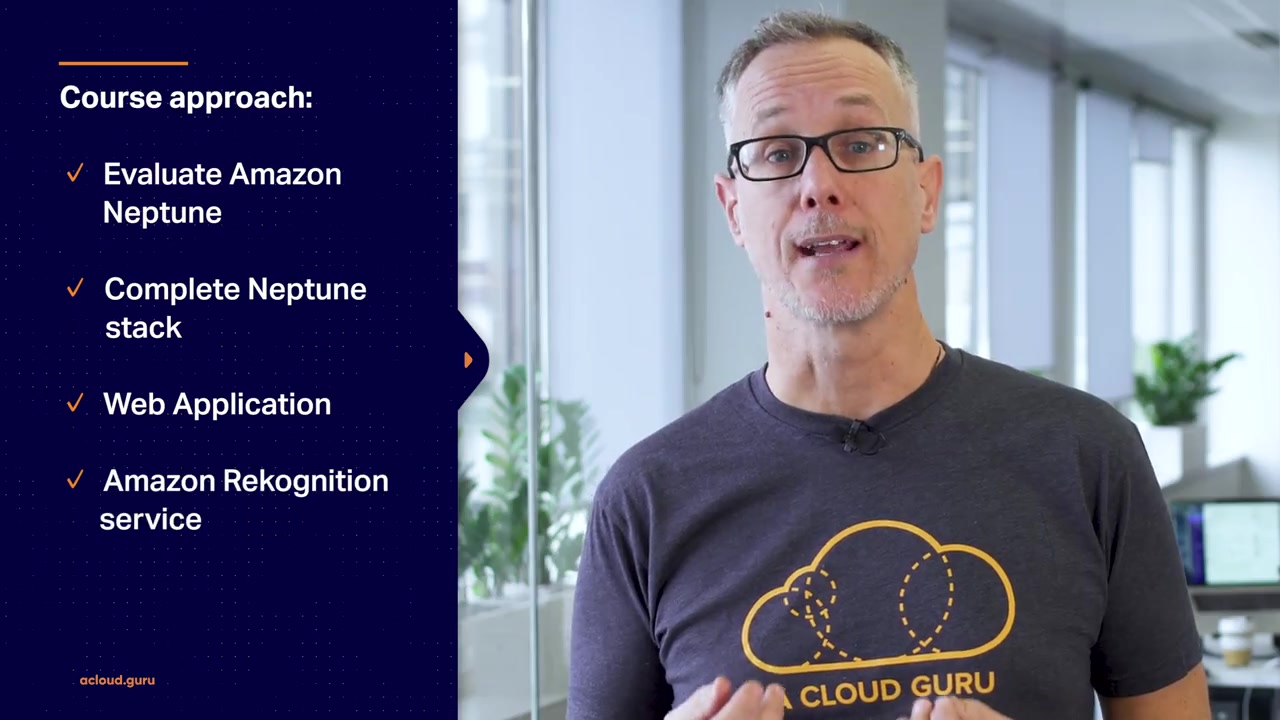 Course approach:
✓ Evaluate Amazon
Neptune
✓ Complete Neptune
stack
✓ Web Application
✓ Amazon Rekognition
service
acloud.guru
A CLOUD GURU